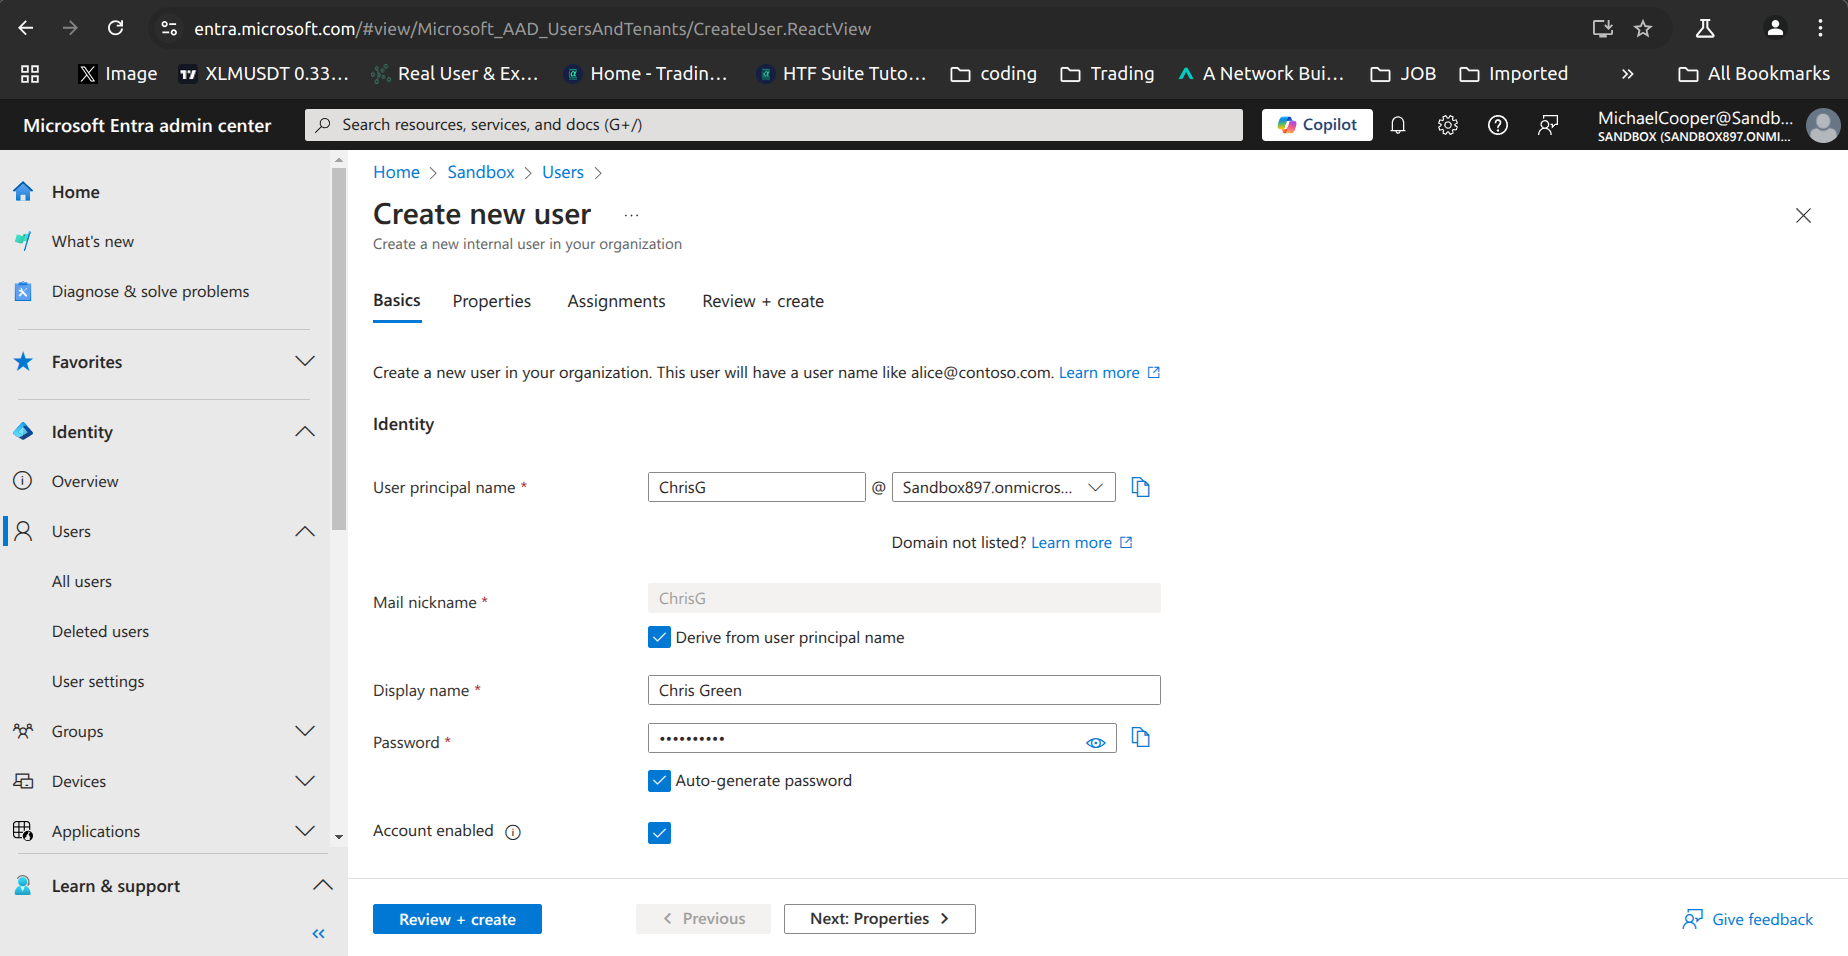 entra.microsoft.com/#view/Microsoft_AAD_UsersAndTenants/CreateUser.ReactView
Image
XLMUSDT 0.33...
Real User & Ex...
Home - Tradin...
HTF Suite Tuto...
coding
Trading
A Network Bui...
JOB
Imported
»
All Bookmarks
Microsoft Entra admin center
Search resources, services, and docs (G+/)
Copilot
MichaelCooper@Sandb...
SANDBOX (SANDBOX897.ONMI...
Home
What's new
Diagnose & solve problems
Favorites
Identity
Overview
Users
All users
Deleted users
User settings
Groups
Devices
Applications
Learn & support
Home > Sandbox > Users >
Create new user ...
Create a new internal user in your organization
Basics
Properties
Assignments
Review + create
Create a new user in your organization. This user will have a user name like alice@contoso.com. Learn more
Identity
User principal name *
ChrisG
@
Sandbox897.onmicros...
Domain not listed? Learn more
Mail nickname *
ChrisG
Derive from user principal name
Display name *
Chris Green
Password *
••••••••••
Auto-generate password
Account enabled
Review + create
< Previous
Next: Properties >
Give feedback